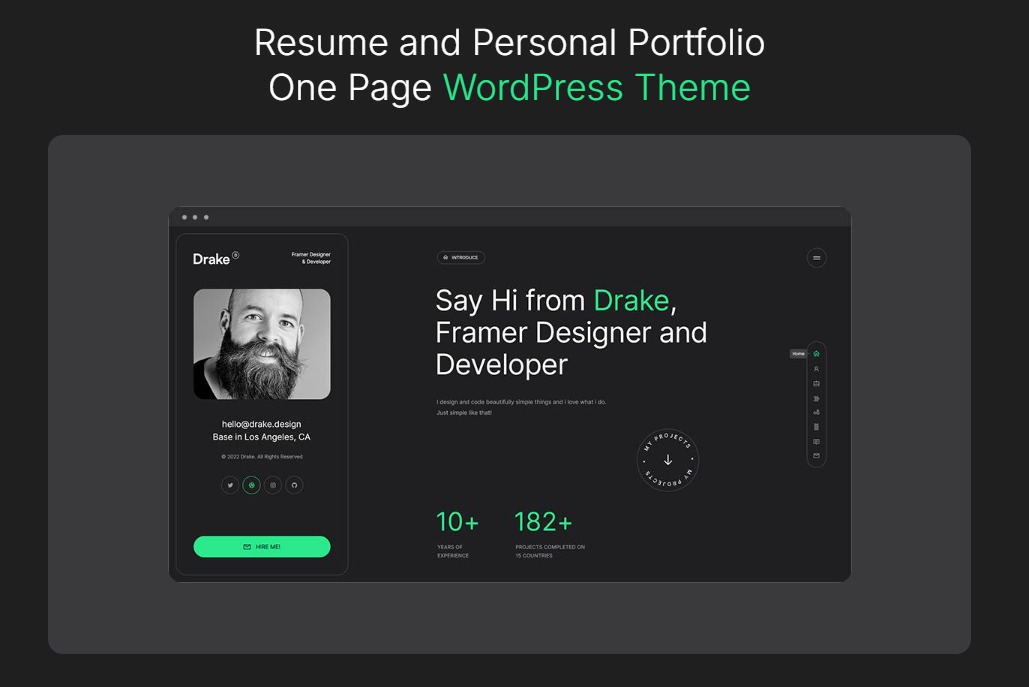 Resume and Personal Portfolio
One Page WordPress Theme
Drake®
Framer Designer
& Developer
hello@drake.design
Base in Los Angeles, CA
© 2022 Drake. All Rights Reserved
HIRE ME!
INTRODUCE
Say Hi from Drake,
Framer Designer and
Developer
I design and code beautifully simple things and i love what i do.
Just simple like that!
MY PROJECTS
MY PROJECTS
10+
YEARS OF
EXPERIENCE
182+
PROJECTS COMPLETED ON
15 COUNTRIES
Home